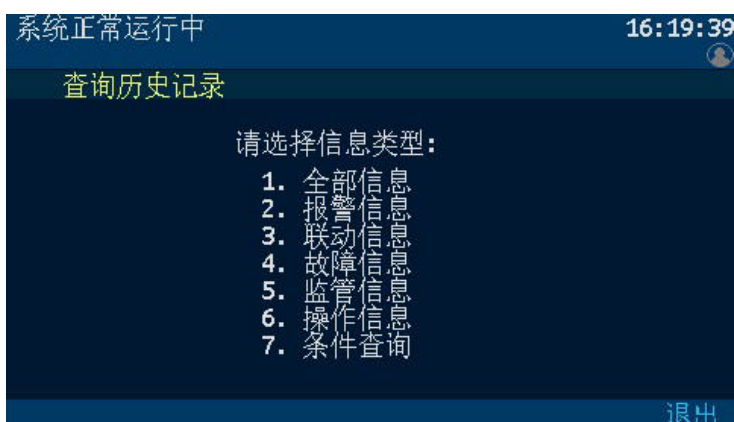 系统正常运行中
16:19:39
查询历史记录
请选择信息类型:
1. 全部信息
2. 报警信息
3. 联动信息
4. 故障信息
5. 监管信息
6. 操作信息
7. 条件查询
退出